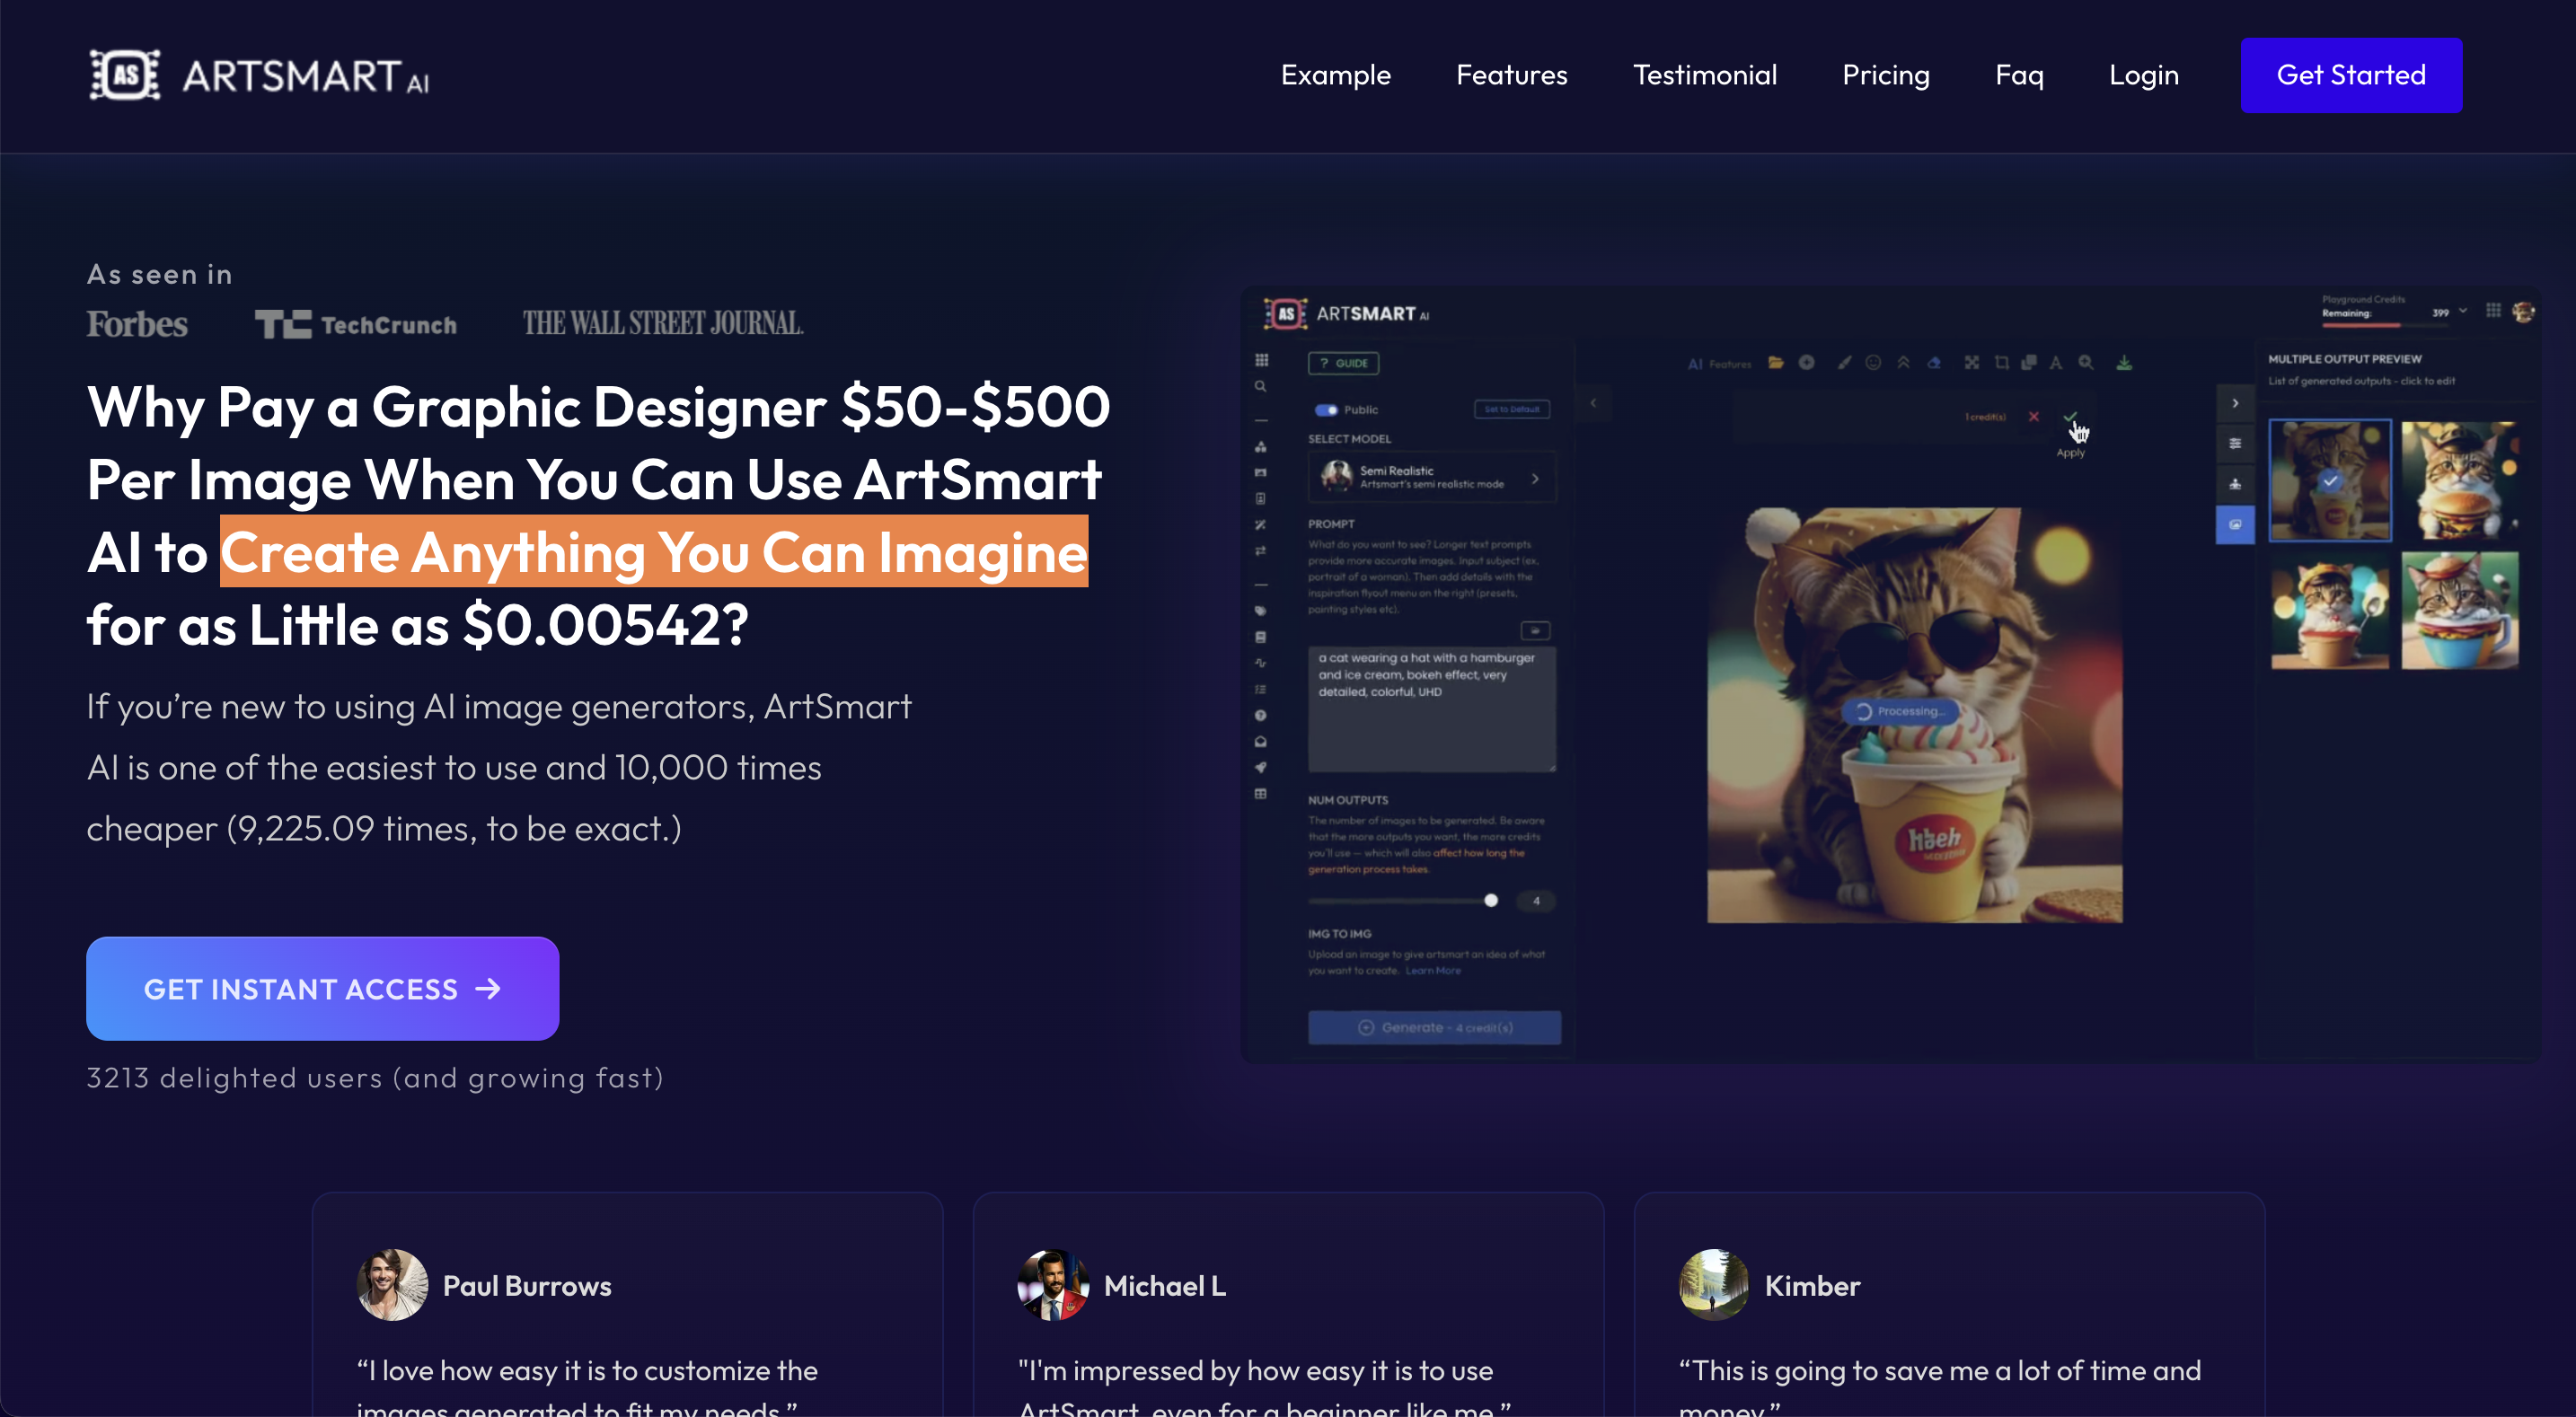 AS ARTSMART AI
Example Features Testimonial Pricing Faq Login Get Started
As seen in
Forbes TechCrunch THE WALL STREET JOURNAL.
Why Pay a Graphic Designer $50-$500
Per Image When You Can Use ArtSmart
AI to Create Anything You Can Imagine
for as Little as $0.00542?
If you’re new to using AI image generators, ArtSmart
AI is one of the easiest to use and 10,000 times
cheaper (9,225.09 times, to be exact.)
GET INSTANT ACCESS
3213 delighted users (and growing fast)
AS ARTSMART AI
Playground Credits
Remaining: 399
? GUIDE
Public Set to Default
SELECT MODEL
Semi Realistic
Artsmart's semi realistic mode
PROMPT
What do you want to see? Longer text prompts
provide more accurate images. Input subject (ex.
portrait of a woman). Then add details with the
inspiration flyout menu on the right (presets,
painting styles etc).
a cat wearing a hat with a hamburger
and ice cream, bokeh effect, very
detailed, colorful, UHD
NUM OUTPUTS
The number of images to be generated. Be aware
that the more outputs you want, the more credits
you'll use — which will also affect how long the
generation process takes.
4
IMG TO IMG
Upload an image to give artsmart an idea of what
you want to create. Learn More
Generate - 4 credit(s)
AI Features
1 credit(s)
Apply
Processing...
MULTIPLE OUTPUT PREVIEW
List of generated outputs - click to edit
Paul Burrows
“I love how easy it is to customize the
images generated to fit my needs.”
Michael L
"I'm impressed by how easy it is to use
ArtSmart, even for a beginner like me.”
Kimber
“This is going to save me a lot of time and
money.”